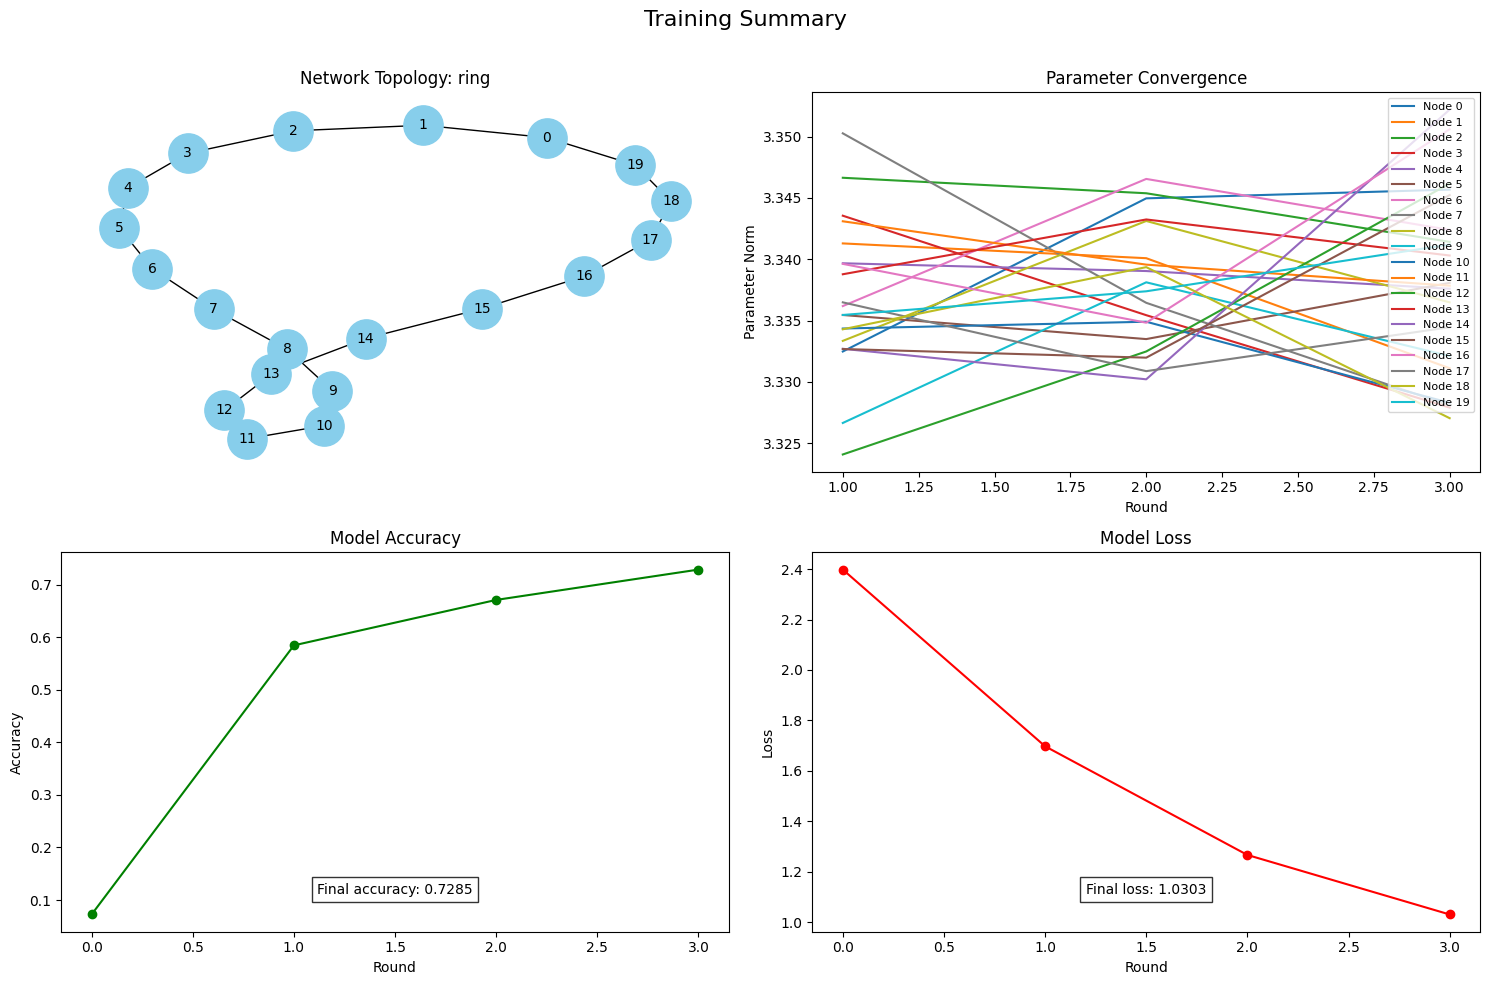 Training Summary
Network Topology: ring
2
1
0
3
19
4
18
5
17
6
16
7
15
14
8
13
9
12
10
11
Parameter Convergence
Parameter Norm
3.350
3.345
3.340
3.335
3.330
3.325
1.00 1.25 1.50 1.75 2.00 2.25 2.50 2.75 3.00
Round
Node 0
Node 1
Node 2
Node 3
Node 4
Node 5
Node 6
Node 7
Node 8
Node 9
Node 10
Node 11
Node 12
Node 13
Node 14
Node 15
Node 16
Node 17
Node 18
Node 19
Model Accuracy
Accuracy
0.7
0.6
0.5
0.4
0.3
0.2
0.1
Final accuracy: 0.7285
0.0 0.5 1.0 1.5 2.0 2.5 3.0
Round
Model Loss
Loss
2.4
2.2
2.0
1.8
1.6
1.4
1.2
1.0
Final loss: 1.0303
0.0 0.5 1.0 1.5 2.0 2.5 3.0
Round